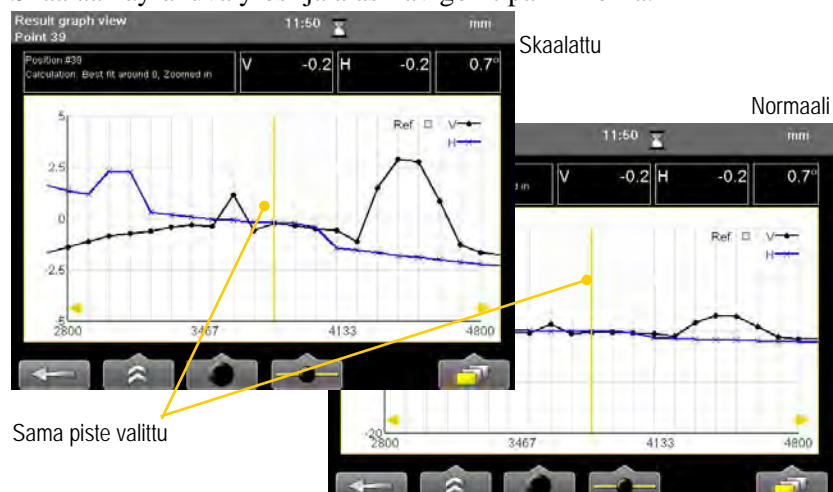 Result graph view 11:50 mm
Point 39
Skaalattu
Position #39
Calculation: Best fit around 0, Zoomed in
V -0.2 H -0.2 0.7°
Normaali
5
Ref V
H
2.5
0
-2.5
-5
2800 3467 4133 4800
11:50 mm
d in
V -0.2 H -0.2 0.7°
Ref V
H
Sama piste valittu
-20
2800 3467 4133 4800